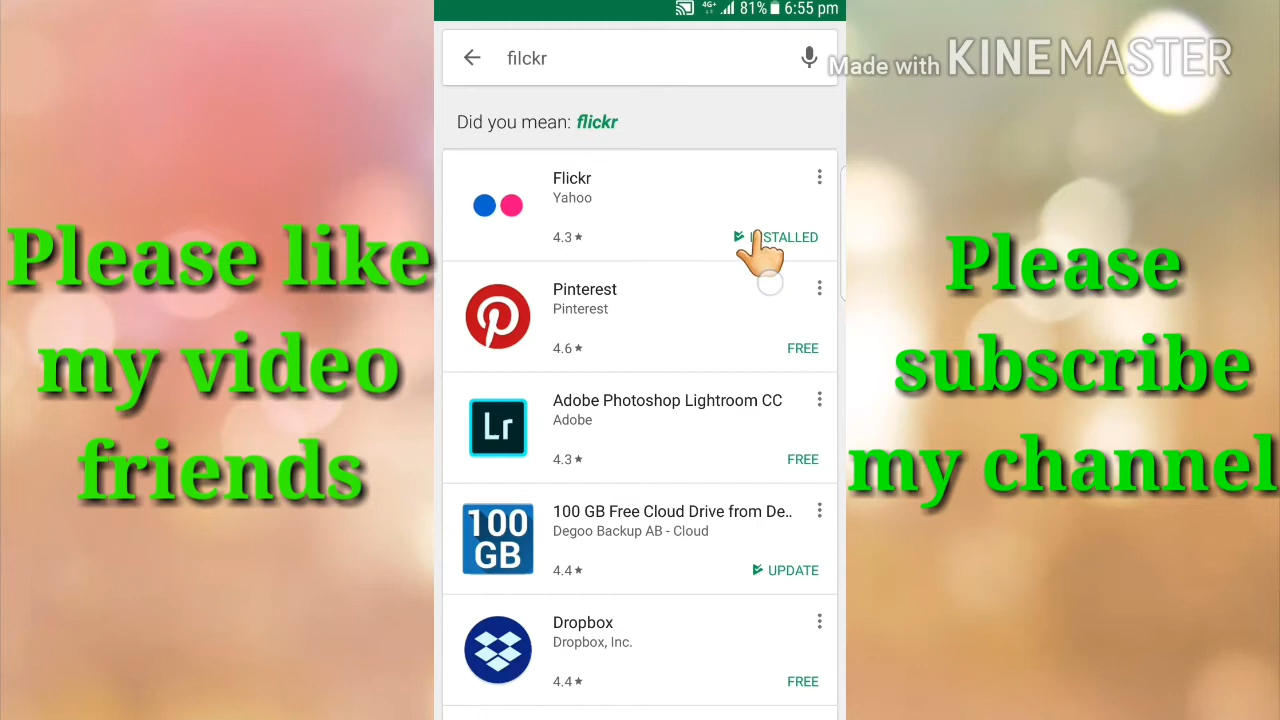 81% 6:55 pm
filckr
Made with KINEMASTER
Did you mean: flickr
Flickr
Yahoo
4.3
Pinterest
Pinterest
4.6
FREE
Adobe Photoshop Lightroom CC
Adobe
4.3
FREE
100 GB
100 GB Free Cloud Drive from De..
Degoo Backup AB - Cloud
4.4
UPDATE
Dropbox
Dropbox, Inc.
4.4
FREE
Lr
4G+
Please like
my video
friends
Please
subscribe
my channel